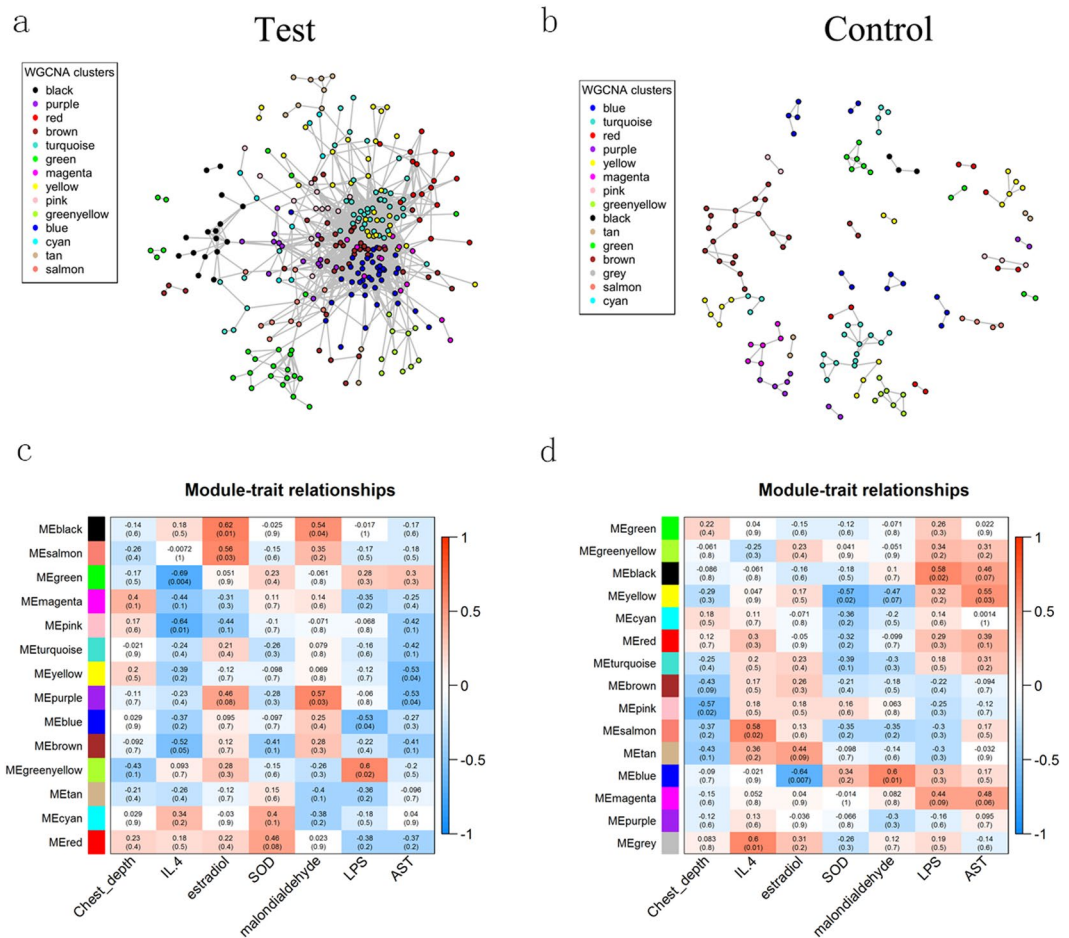 a
Test
WGCNA clusters
black
purple
red
brown
turquoise
green
magenta
yellow
pink
greenyellow
blue
cyan
tan
salmon
b
Control
WGCNA clusters
blue
turquoise
red
purple
yellow
magenta
pink
greenyellow
black
tan
green
brown
grey
salmon
cyan
c
Module-trait relationships
MEblack -0.14 0.18 0.62 -0.025 0.54 -0.017 -0.17
(0.6) (0.5) (0.01) (0.9) (0.04) (1) (0.6)
MEsalmon -0.26 -0.0072 0.56 -0.15 0.35 -0.17 -0.18
(0.4) (1) (0.03) (0.6) (0.2) (0.5) (0.5)
MEgreen -0.17 -0.69 0.051 0.23 -0.061 0.28 0.3
(0.5) (0.004) (0.9) (0.4) (0.8) (0.3) (0.3)
MEmagenta 0.4 -0.44 -0.31 0.11 0.14 -0.35 -0.25
(0.1) (0.1) (0.3) (0.7) (0.6) (0.2) (0.4)
MEpink 0.17 -0.64 -0.44 -0.1 -0.071 -0.068 -0.42
(0.6) (0.01) (0.1) (0.7) (0.8) (0.8) (0.1)
MEturquoise -0.021 -0.24 0.21 -0.26 0.079 -0.16 -0.42
(0.9) (0.4) (0.4) (0.3) (0.8) (0.6) (0.1)
MEyellow 0.2 -0.39 -0.12 -0.098 0.069 -0.12 -0.53
(0.5) (0.2) (0.7) (0.7) (0.8) (0.7) (0.04)
MEpurple -0.11 -0.23 0.46 -0.28 0.57 -0.06 -0.53
(0.7) (0.4) (0.08) (0.3) (0.03) (0.8) (0.04)
MEblue 0.029 -0.37 0.095 -0.097 0.25 -0.53 -0.27
(0.9) (0.2) (0.7) (0.7) (0.4) (0.04) (0.3)
MEbrown -0.092 -0.52 0.12 -0.41 0.28 -0.22 -0.41
(0.7) (0.05) (0.7) (0.1) (0.3) (0.4) (0.1)
MEgreenyellow -0.43 0.093 0.28 -0.15 -0.26 0.6 -0.2
(0.1) (0.7) (0.3) (0.6) (0.3) (0.02) (0.5)
MEtan -0.21 -0.26 -0.12 0.15 -0.4 -0.36 -0.096
(0.4) (0.4) (0.7) (0.6) (0.1) (0.2) (0.7)
MEcyan 0.029 0.34 -0.03 0.4 -0.38 -0.18 0.04
(0.9) (0.2) (0.9) (0.1) (0.2) (0.5) (0.9)
MEred 0.23 0.18 0.22 0.46 0.023 -0.38 -0.37
(0.4) (0.5) (0.4) (0.08) (0.9) (0.2) (0.2)
Chest_depth IL.4 estradiol SOD malondialdehyde LPS AST
1
0.5
0
-0.5
-1
d
Module-trait relationships
MEgreen 0.22 0.04 -0.15 -0.12 -0.071 0.26 0.022
(0.4) (0.9) (0.6) (0.6) (0.8) (0.3) (0.9)
MEgreenyellow -0.061 -0.25 0.23 0.041 -0.051 0.34 0.31
(0.8) (0.3) (0.4) (0.9) (0.9) (0.2) (0.2)
MEblack -0.086 -0.061 -0.16 -0.18 0.1 0.58 0.46
(0.8) (0.8) (0.6) (0.5) (0.7) (0.02) (0.07)
MEyellow -0.29 0.047 0.17 -0.57 -0.47 0.32 0.55
(0.3) (0.9) (0.5) (0.02) (0.07) (0.2) (0.03)
MEcyan 0.18 0.11 -0.071 -0.36 -0.2 0.18 0.0014
(0.5) (0.7) (0.8) (0.2) (0.5) (0.5) (1)
MEred 0.12 0.3 -0.05 -0.32 -0.099 0.29 0.39
(0.7) (0.3) (0.9) (0.2) (0.7) (0.3) (0.1)
MEturquoise -0.25 0.2 0.23 -0.39 -0.3 0.18 0.31
(0.4) (0.5) (0.4) (0.1) (0.3) (0.5) (0.2)
MEbrown -0.43 0.17 0.26 -0.21 -0.18 -0.22 -0.094
(0.09) (0.5) (0.3) (0.4) (0.5) (0.4) (0.7)
MEpink -0.57 0.18 0.18 0.16 0.063 -0.25 -0.12
(0.02) (0.5) (0.5) (0.6) (0.8) (0.3) (0.7)
MEsalmon -0.37 0.58 0.13 -0.35 -0.35 -0.3 0.17
(0.2) (0.02) (0.6) (0.2) (0.2) (0.3) (0.5)
MEtan -0.43 0.36 0.44 -0.098 -0.14 -0.3 -0.032
(0.1) (0.2) (0.09) (0.7) (0.6) (0.3) (0.9)
MEblue -0.09 -0.021 -0.64 0.34 0.6 0.3 0.17
(0.7) (0.9) (0.007) (0.2) (0.01) (0.3) (0.5)
MEmagenta -0.15 0.052 0.04 -0.014 0.082 0.44 0.48
(0.6) (0.8) (0.9) (1) (0.8) (0.09) (0.06)
MEpurple -0.12 0.13 -0.036 -0.066 -0.3 -0.16 0.095
(0.6) (0.6) (0.9) (0.8) (0.3) (0.6) (0.7)
MEgrey 0.083 0.6 0.31 -0.26 0.12 0.19 -0.14
(0.8) (0.01) (0.2) (0.3) (0.7) (0.5) (0.6)
Chest_depth IL.4 estradiol SOD malondialdehyde LPS AST
1
0.5
0
-0.5
-1